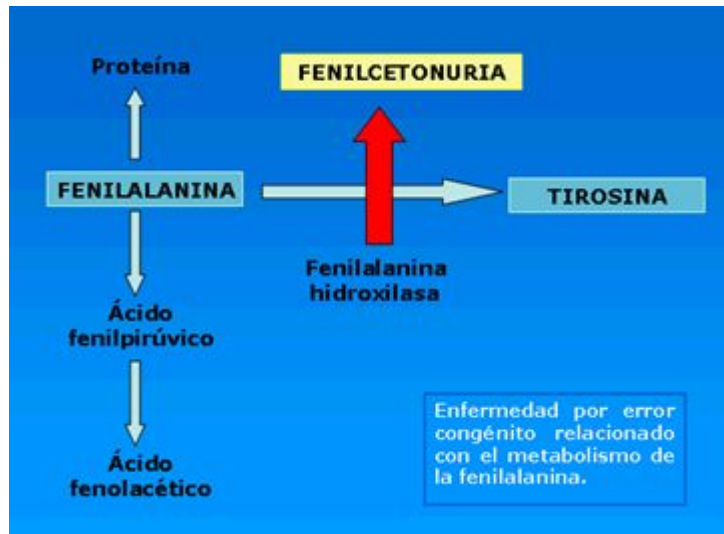 Proteína
FENILCETONURIA
FENILALANINA
TIROSINA
Fenilalanina
hidroxilasa
Ácido
fenilpirúvico
Ácido
fenolacético
Enfermedad por error
congénito relacionado
con el metabolismo de
la fenilalanina.